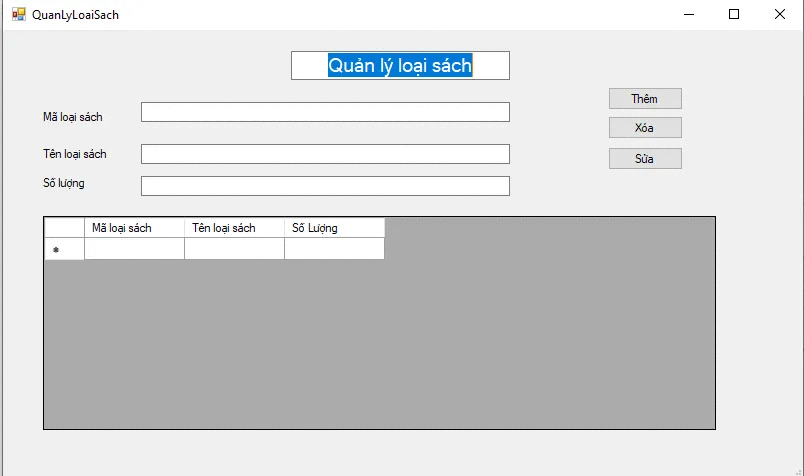 QuanLyLoaiSach
Quản lý loại sách
Thêm
Mã loại sách
Xóa
Tên loại sách
Sửa
Số lượng
Mã loại sách Tên loại sách Số Lượng